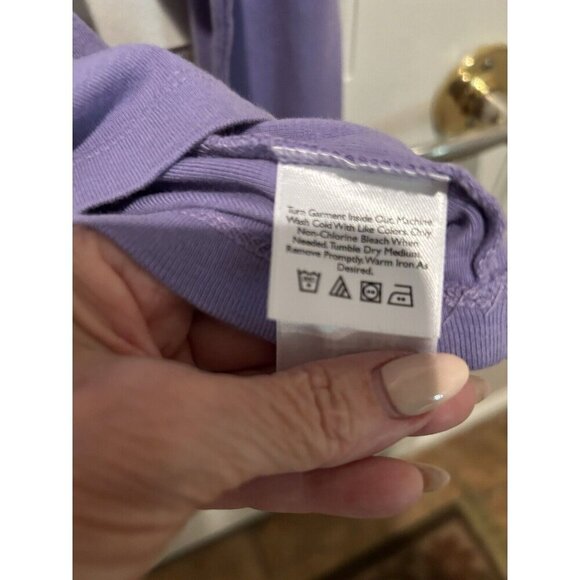 Turn Garment Inside Out. Machine
Wash Cold With Like Colors. Only
Non-Chlorine Bleach When
Needed. Tumble Dry Medium.
Remove Promptly. Warm Iron As
Desired.